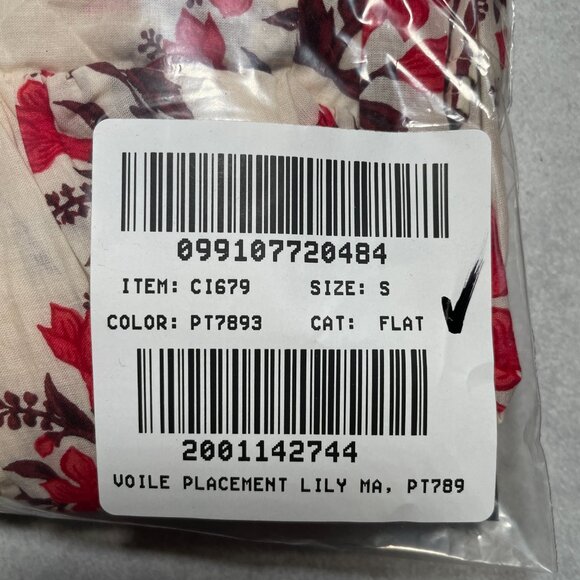 099107720484
ITEM: CI679 SIZE: S
COLOR: PT7893 CAT: FLAT
2001142744
VOILE PLACEMENT LILY MA, PT789